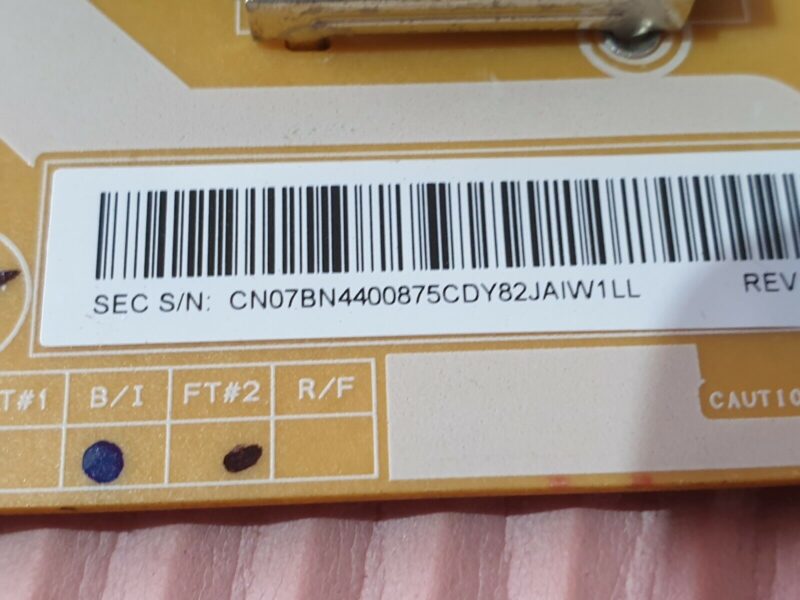 SEC S/N: CN07BN4400875CDY82JAIW1LL REV
T#1 B/I FT#2 R/F
CAUTIO